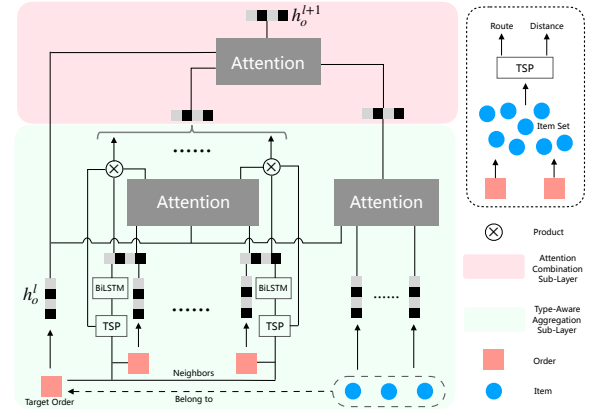 h_o^{l+1}
Attention
......
Attention
Attention
BiLSTM
BiLSTM
h_o^l
......
......
TSP
TSP
Neighbors
Target Order
Belong to
Route
Distance
TSP
Item Set
Product
Attention
Combination
Sub-Layer
Type-Aware
Aggregation
Sub-Layer
Order
Item